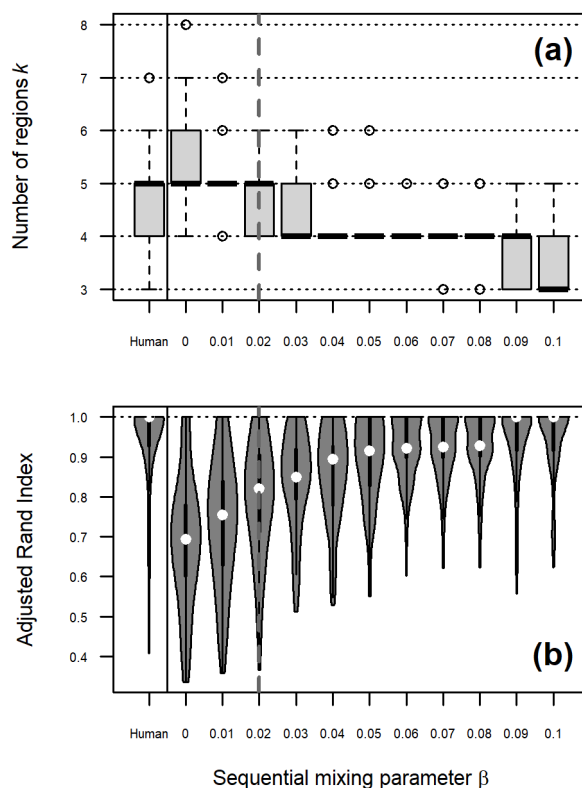 (a)
Number of regions k
8
7
6
5
4
3
Human 0 0.01 0.02 0.03 0.04 0.05 0.06 0.07 0.08 0.09 0.1
(b)
Adjusted Rand Index
1.0
0.9
0.8
0.7
0.6
0.5
0.4
Human 0 0.01 0.02 0.03 0.04 0.05 0.06 0.07 0.08 0.09 0.1
Sequential mixing parameter β